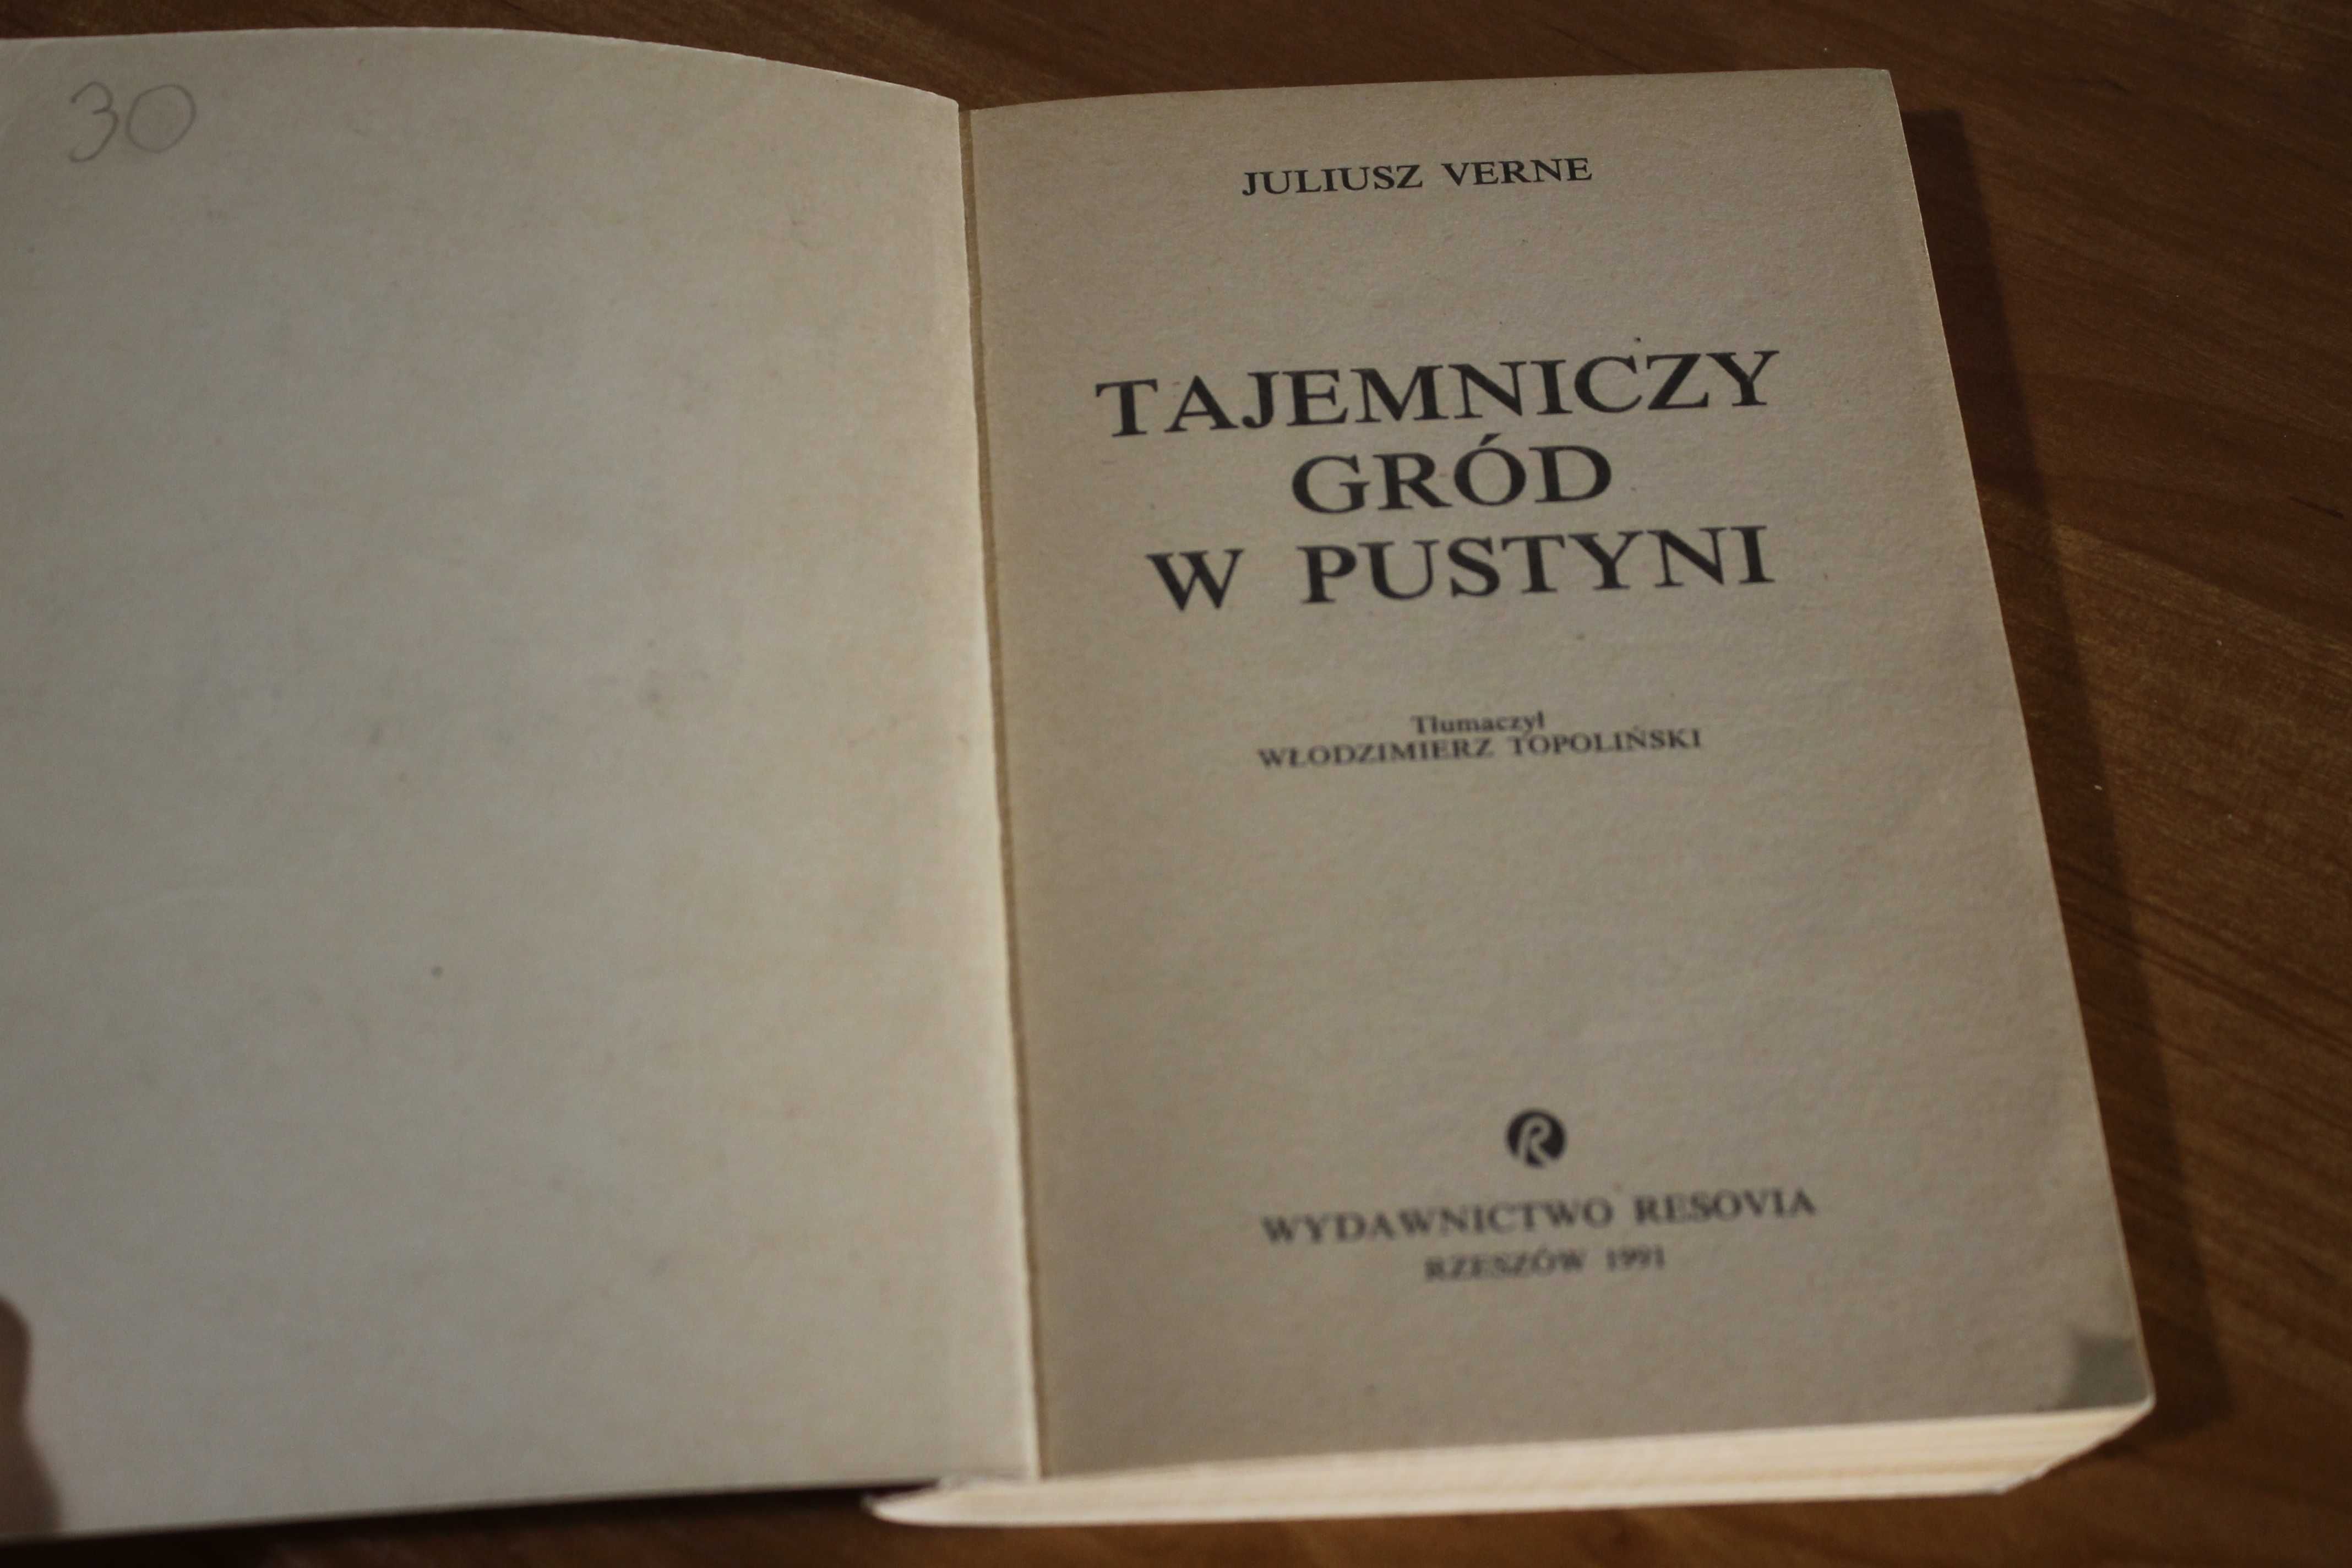 30
JULIUSZ VERNE
TAJEMNICZY
GRÓD
W PUSTYNI
Tłumaczył
WŁODZIMIERZ TOPOLIŃSKI
R
WYDAWNICTWO RESOVIA
RZESZÓW 1991